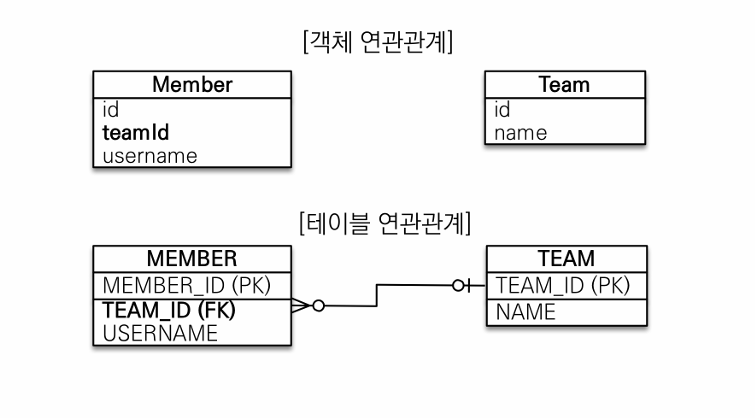 [객체 연관관계]
Member
id
teamId
username
Team
id
name
[테이블 연관관계]
MEMBER
MEMBER_ID (PK)
TEAM_ID (FK)
USERNAME
TEAM
TEAM_ID (PK)
NAME